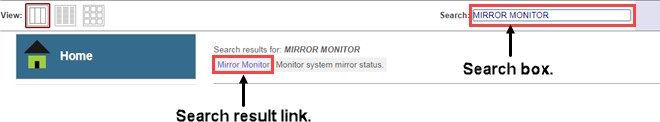 View:
Search: MIRROR MONITOR
Home
Search results for: MIRROR MONITOR
Mirror Monitor Monitor system mirror status.
Search box.
Search result link.